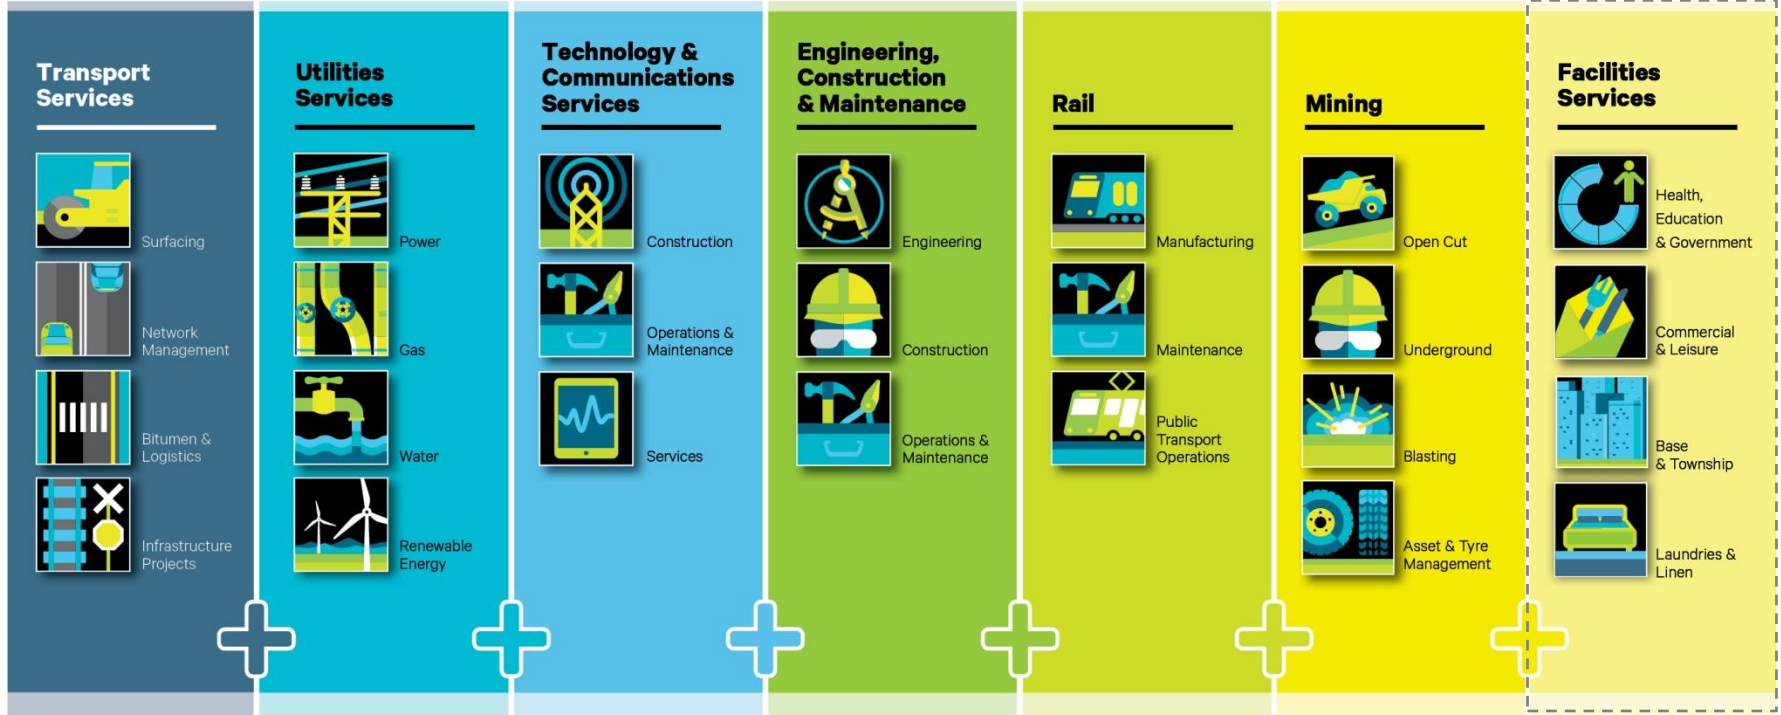 Transport
Services
Surfacing
Network
Management
Bitumen &
Logistics
Infrastructure
Projects
Utilities
Services
Power
Gas
Water
Renewable
Energy
Technology &
Communications
Services
Construction
Operations &
Maintenance
Services
Engineering,
Construction
& Maintenance
Engineering
Construction
Operations &
Maintenance
Rail
Manufacturing
Maintenance
Public
Transport
Operations
Mining
Open Cut
Underground
Blasting
Asset & Tyre
Management
Facilities
Services
Health,
Education
& Government
Commercial
& Leisure
Base
& Township
Laundries &
Linen